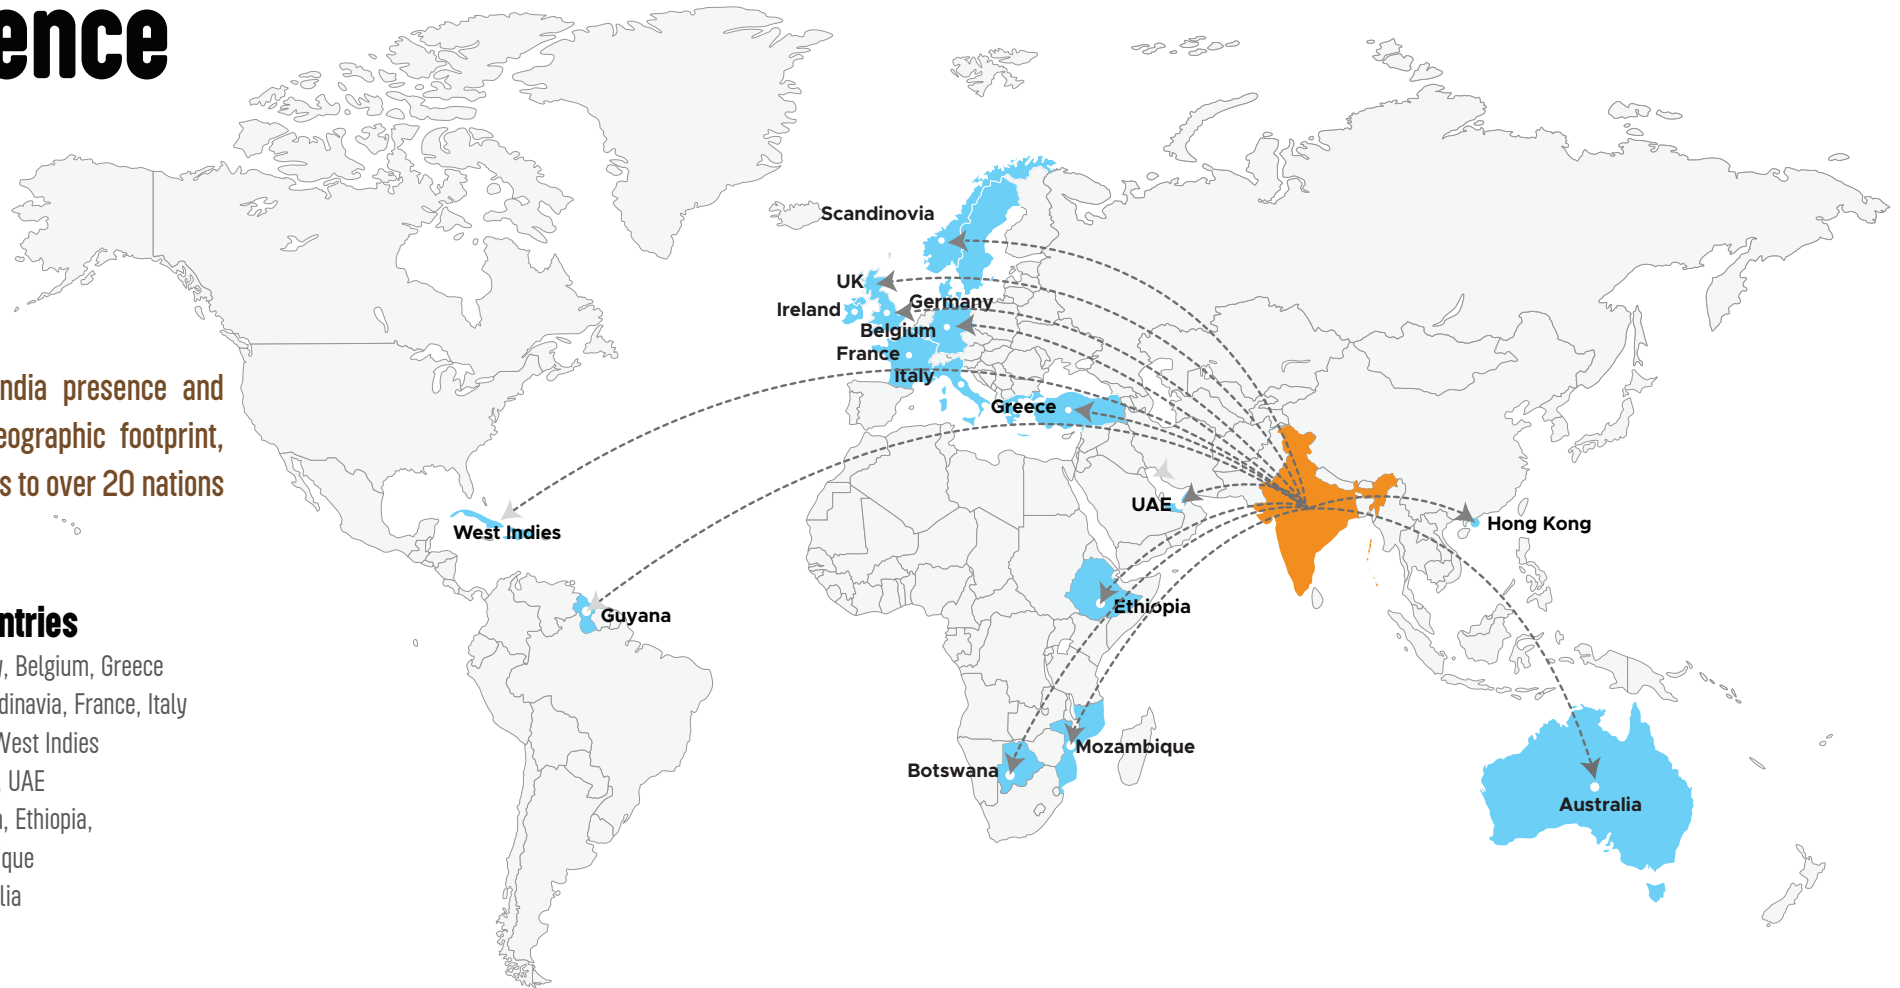 ence
ndia presence and
eographic footprint,
s to over 20 nations
ntries
, Belgium, Greece
dinavia, France, Italy
West Indies
, UAE
, Ethiopia,
que
lia
Scandinovia
UK
Germany
Ireland
Belgium
France
Italy
Greece
UAE
Hong Kong
West Indies
Ethiopia
Guyana
Mozambique
Botswana
Australia